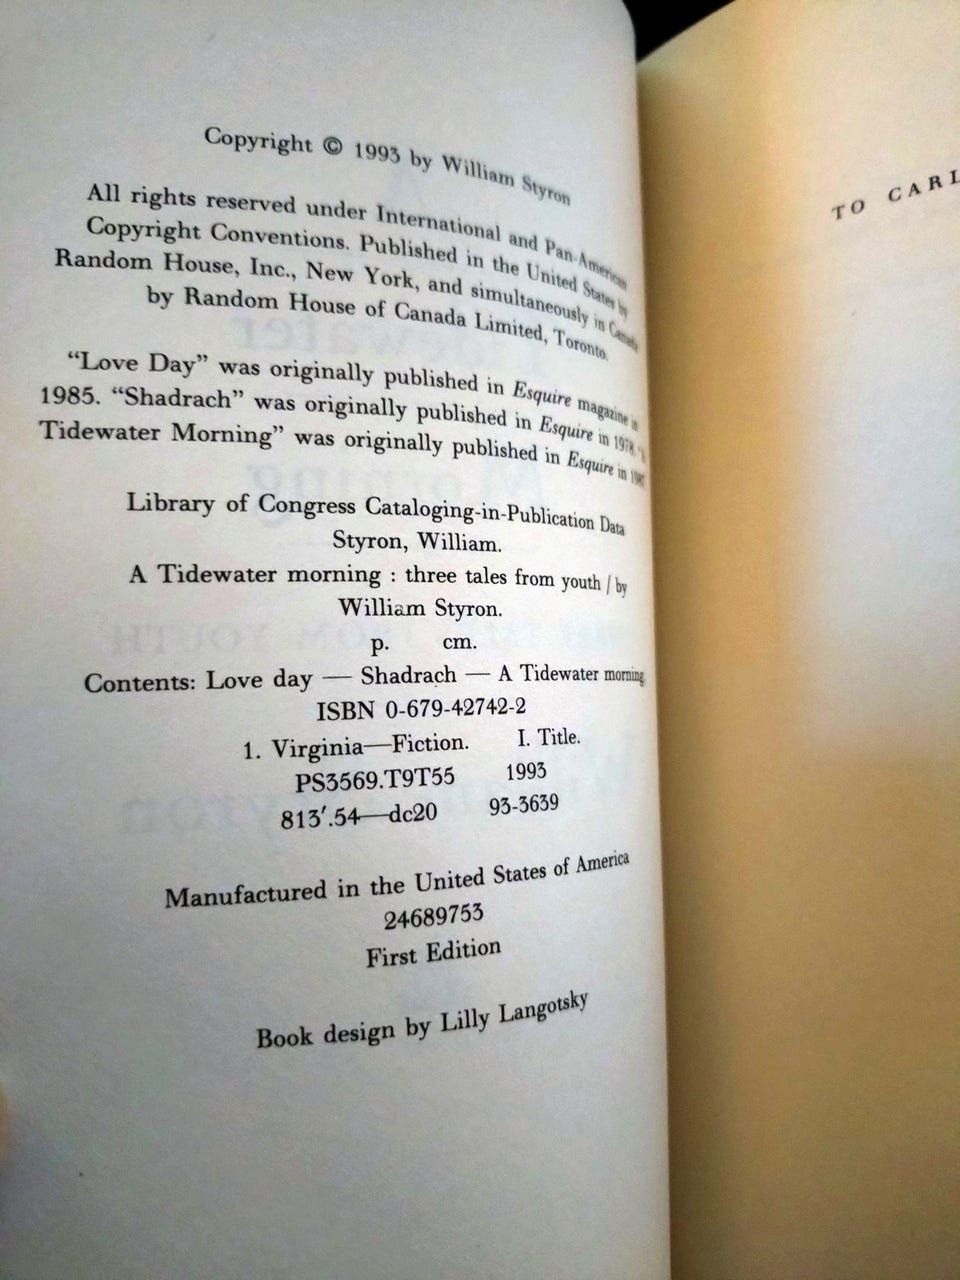 Copyright © 1993 by William Styron
All rights reserved under International and Pan-American
Copyright Conventions. Published in the United States by
Random House, Inc., New York, and simultaneously in Canada
by Random House of Canada Limited, Toronto.
“Love Day” was originally published in Esquire magazine in
1985. “Shadrach” was originally published in Esquire in 1978.
Tidewater Morning” was originally published in Esquire in 1987.
Library of Congress Cataloging-in-Publication Data
Styron, William.
A Tidewater morning : three tales from youth / by
William Styron.
p. cm.
Contents: Love day — Shadrach — A Tidewater morning.
ISBN 0-679-42742-2
1. Virginia—Fiction. I. Title.
PS3569.T9T55 1993
813′.54—dc20 93-3639
Manufactured in the United States of America
24689753
First Edition
Book design by Lilly Langotsky
TO CARL